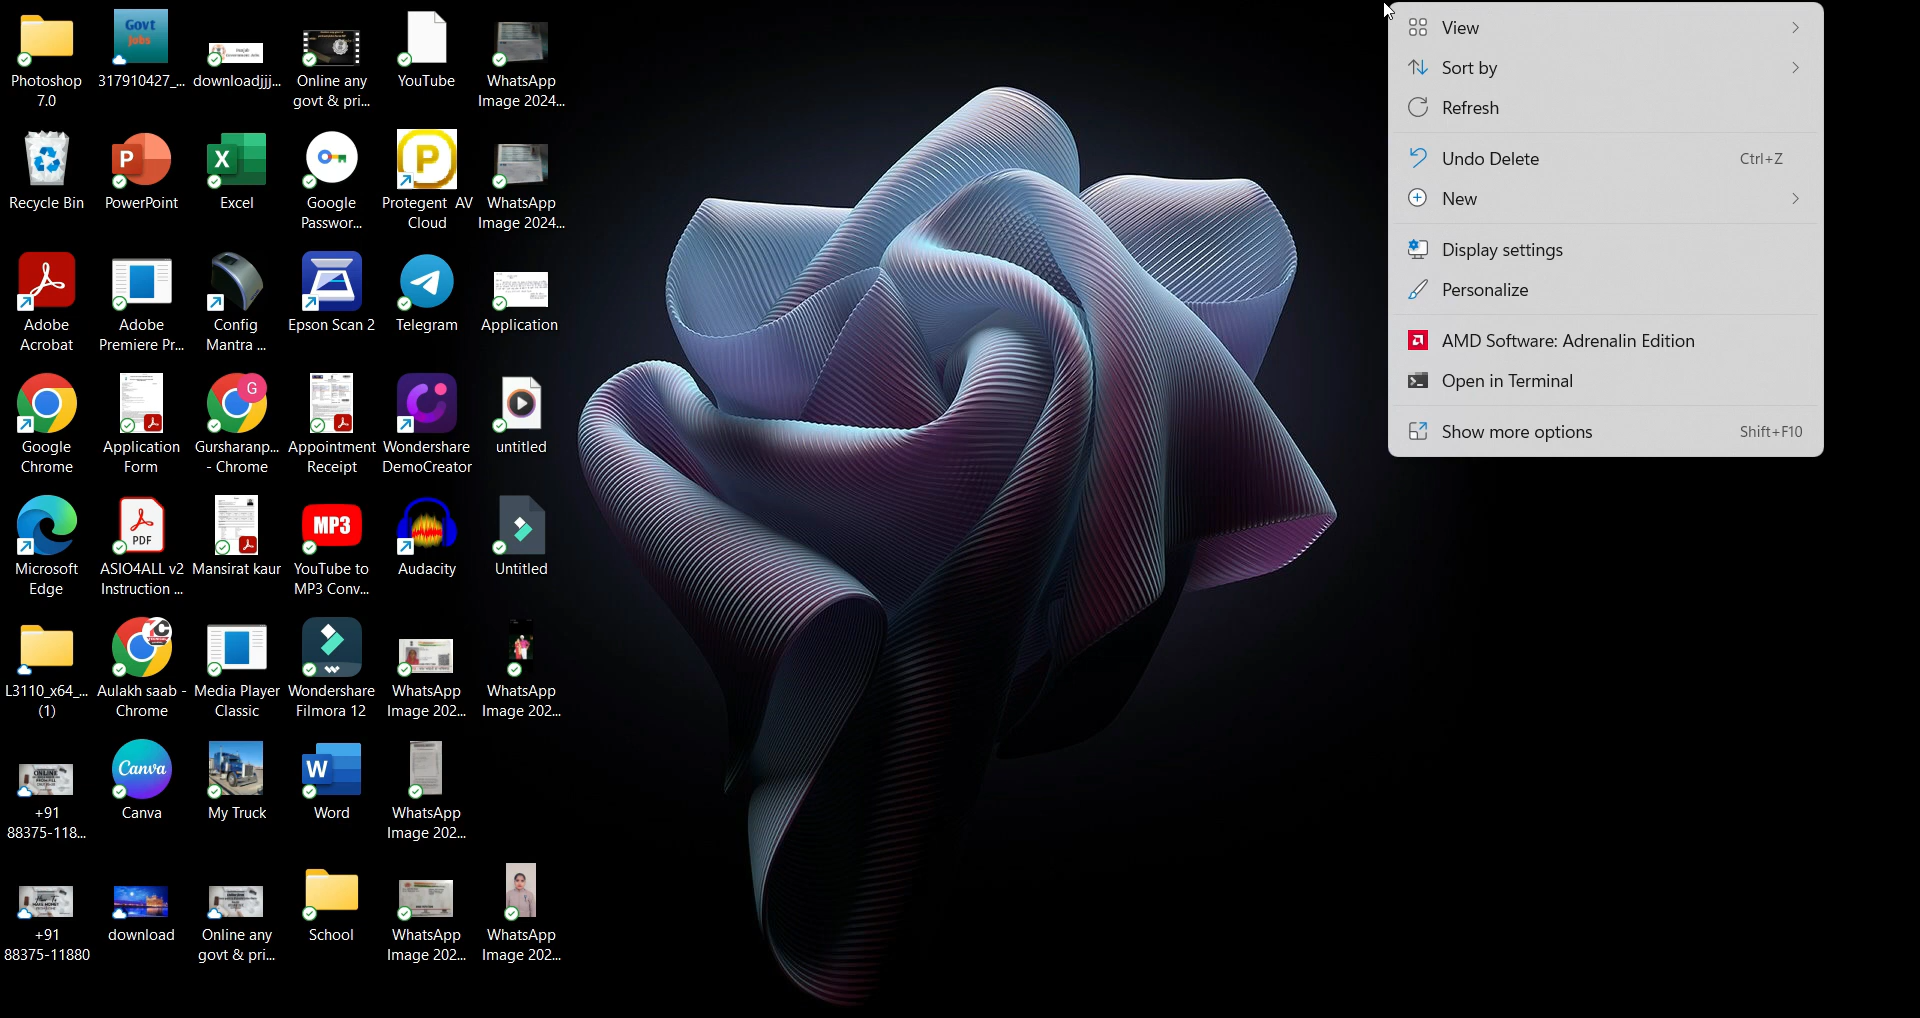 Photoshop
7.0
Govt
jobs
317910427_...
downloadjjj...
Online any
govt & pri...
YouTube
WhatsApp
Image 2024...
Recycle Bin
P
PowerPoint
X
Excel
Google
Passwor...
P
Protegent AV
Cloud
WhatsApp
Image 2024...
Adobe
Acrobat
Adobe
Premiere Pr...
Config
Mantra ...
Epson Scan 2
Telegram
Application
Google
Chrome
Application
Form
G
Gursharanp...
- Chrome
Appointment
Receipt
Wondershare
DemoCreator
untitled
Microsoft
Edge
PDF
ASIO4ALL v2
Instruction ...
Mansirat kaur
MP3
YouTube to
MP3 Conv...
Audacity
Untitled
L3110_x64_...
(1)
Aulakh saab -
Chrome
Media Player
Classic
Wondershare
Filmora 12
WhatsApp
Image 202...
WhatsApp
Image 202...
ONLINE
+91
88375-118...
Canva
Canva
My Truck
W
Word
WhatsApp
Image 202...
+91
88375-11880
download
Online any
govt & pri...
School
WhatsApp
Image 202...
WhatsApp
Image 202...
View
Sort by
Refresh
Undo Delete Ctrl+Z
New
Display settings
Personalize
AMD Software: Adrenalin Edition
Open in Terminal
Show more options Shift+F10